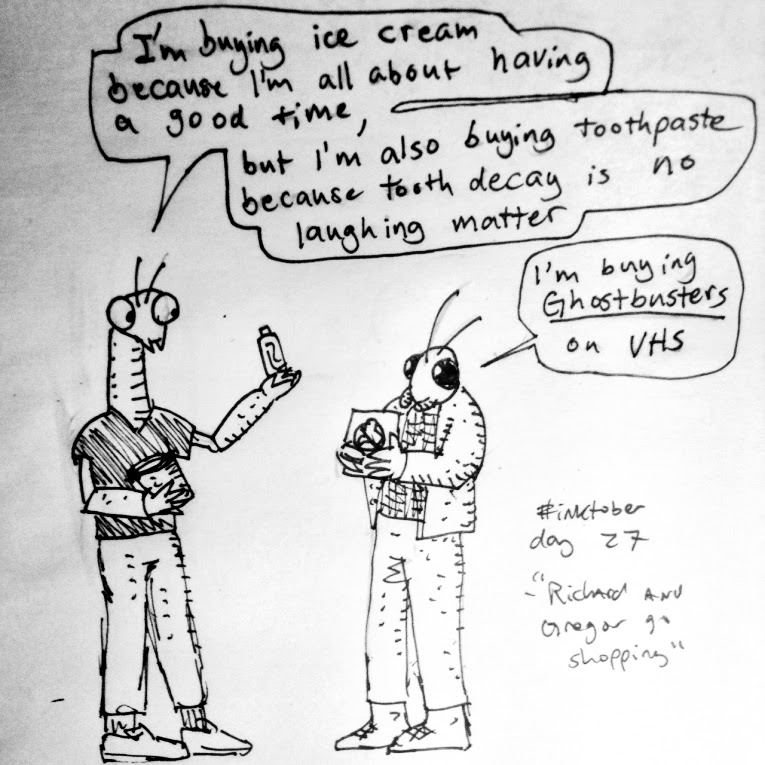 I'm buying ice cream
because I'm all about having
a good time,
but I'm also buying toothpaste
because tooth decay is no
laughing matter
I'm buying
Ghostbusters
on VHS
#inktober
day 27
-"Richard and
Gregor go
shopping"